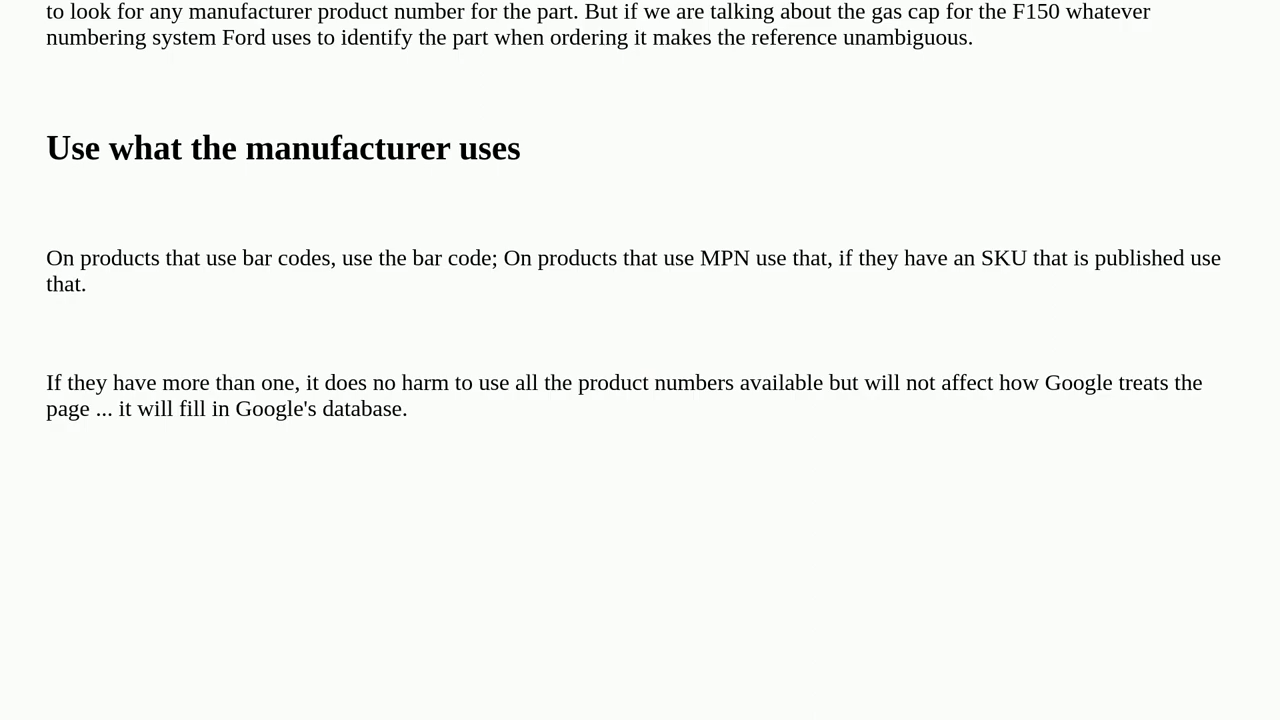 to look for any manufacturer product number for the part. But if we are talking about the gas cap for the F150 whatever
numbering system Ford uses to identify the part when ordering it makes the reference unambiguous.
Use what the manufacturer uses
On products that use bar codes, use the bar code; On products that use MPN use that, if they have an SKU that is published use
that.
If they have more than one, it does no harm to use all the product numbers available but will not affect how Google treats the
page ... it will fill in Google's database.